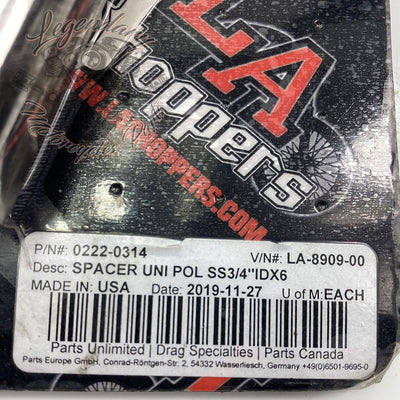 LA
hoppers
WWW.LACHOPPERS.COM
P/N#: 0222-0314 V/N#: LA-8909-00
Desc: SPACER UNI POL SS3/4"IDX6
MADE IN: USA Date: 2019-11-27 U of M: EACH
Parts Unlimited | Drag Specialties | Parts Canada
Parts Europe GmbH, Conrad-Röntgen-Str. 2, 54332 Wasserliesch, Germany +49(0)6501-9695-0